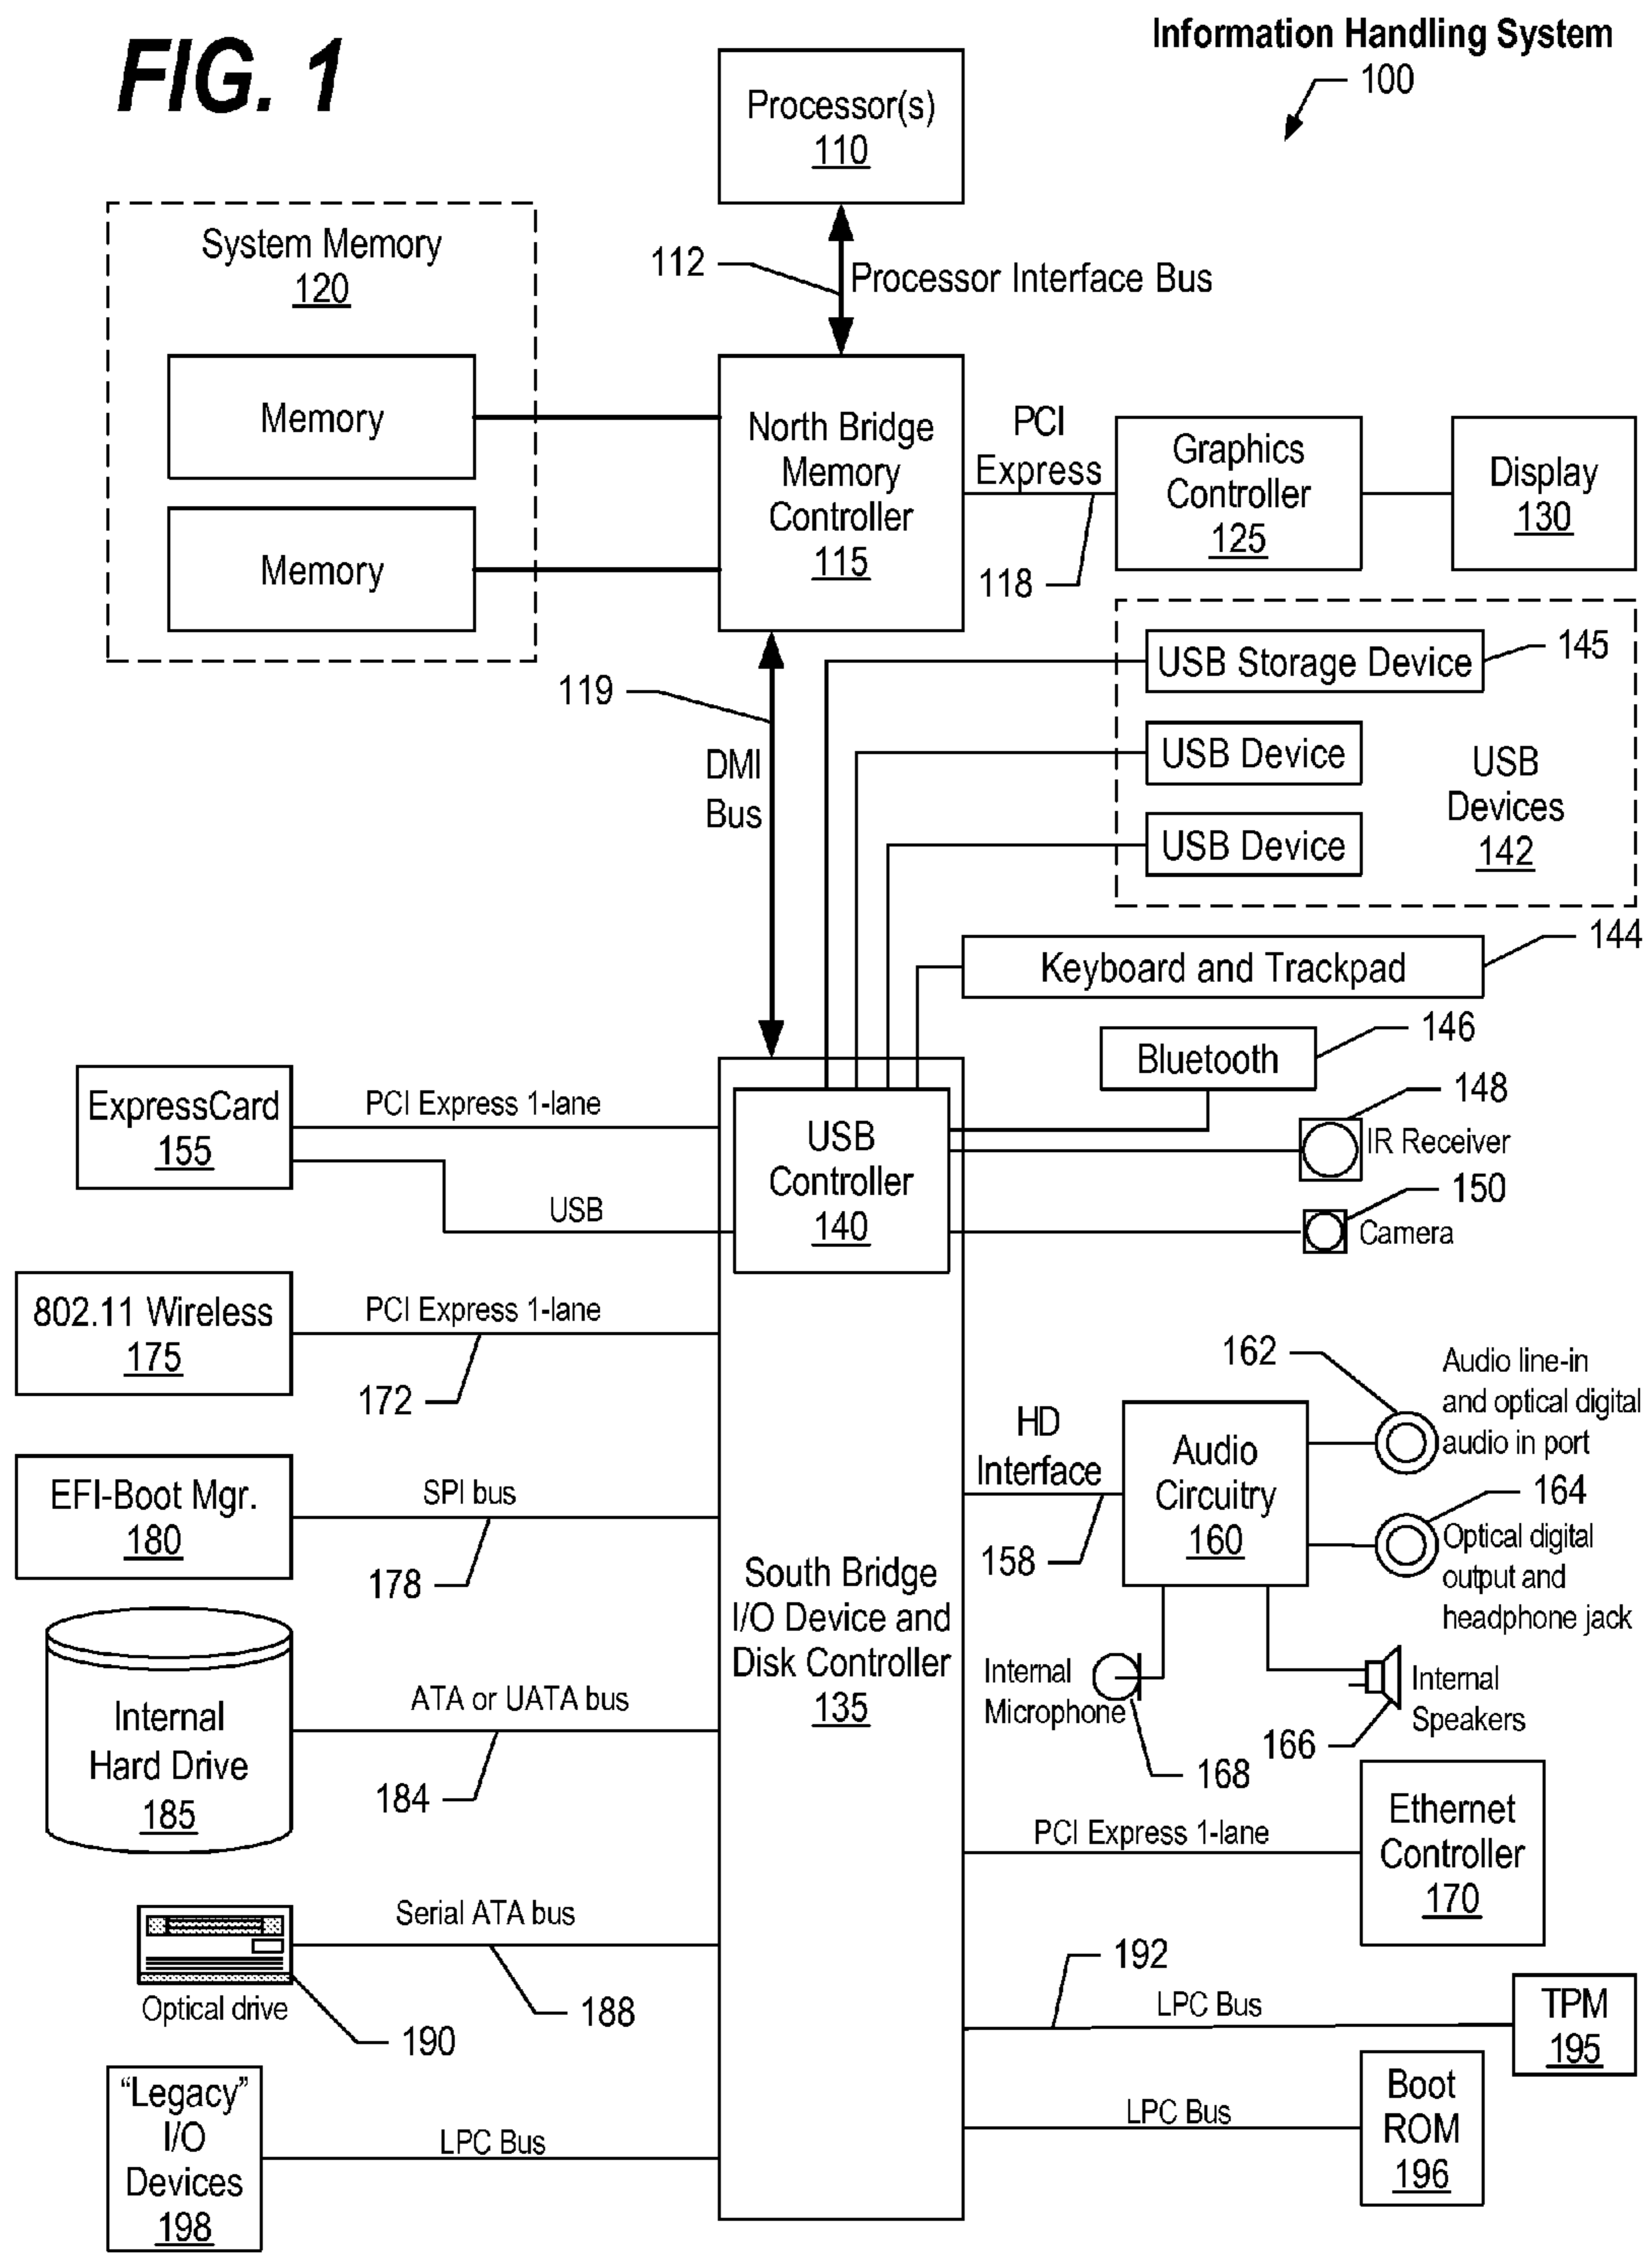 FIG. 1
Information Handling System
100
Processor(s)
110
System Memory
120
112
Processor Interface Bus
Memory
Memory
North Bridge
Memory
Controller
115
PCI
Express
118
Graphics
Controller
125
Display
130
119
DMI
Bus
USB Storage Device
145
USB Device
USB Device
USB
Devices
142
Keyboard and Trackpad
144
Bluetooth
146
148
IR Receiver
150
Camera
ExpressCard
155
PCI Express 1-lane
USB
USB
Controller
140
802.11 Wireless
175
PCI Express 1-lane
172
EFI-Boot Mgr.
180
SPI bus
178
South Bridge
I/O Device and
Disk Controller
135
HD
Interface
158
Audio
Circuitry
160
162
Audio line-in
and optical digital
audio in port
164
Optical digital
output and
headphone jack
Internal
Microphone
168
Internal
Speakers
166
Internal
Hard Drive
185
ATA or UATA bus
184
PCI Express 1-lane
Ethernet
Controller
170
Serial ATA bus
188
Optical drive
190
192
LPC Bus
TPM
195
“Legacy”
I/O
Devices
198
LPC Bus
LPC Bus
Boot
ROM
196